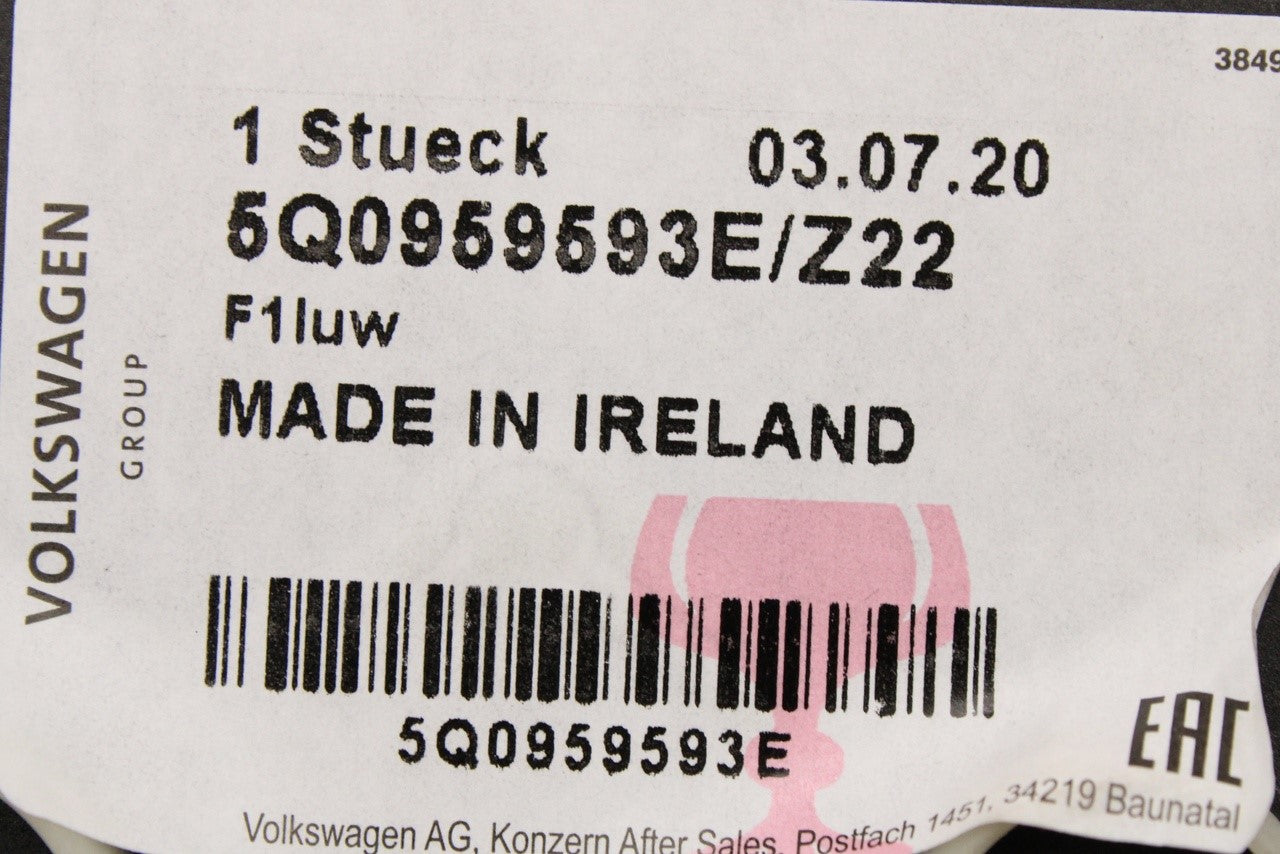 3849
1 Stueck 03.07.20
5Q0959593E/Z22
F1luw
MADE IN IRELAND
VOLKSWAGEN
GROUP
5Q0959593E
EAC
Volkswagen AG, Konzern After Sales, Postfach 1451, 34219 Baunatal